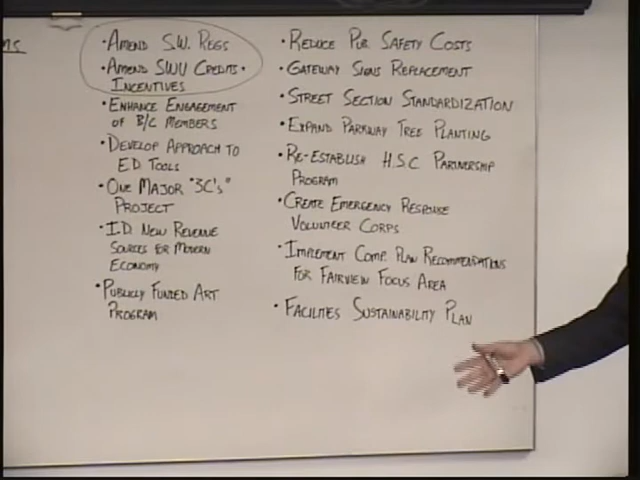 • Amend S.W. Regs
• Amend SWU Credits •
Incentives
• Enhance Engagement
of B/C Members
• Develop Approach to
ED Tools
• One Major "3C's"
Project
• I.D. New Revenue
Sources for Modern
Economy
• Publicly Funded Art
Program
• Reduce Pub. Safety Costs
• Gateway Signs Replacement
• Street Section Standardization
• Expand Parkway Tree Planting
• Re-Establish H.S.C Partnership
Program
• Create Emergency Response
Volunteer Corps
• Implement Comp. Plan Recommendations
for Fairview Focus Area
• Facilities Sustainability Plan